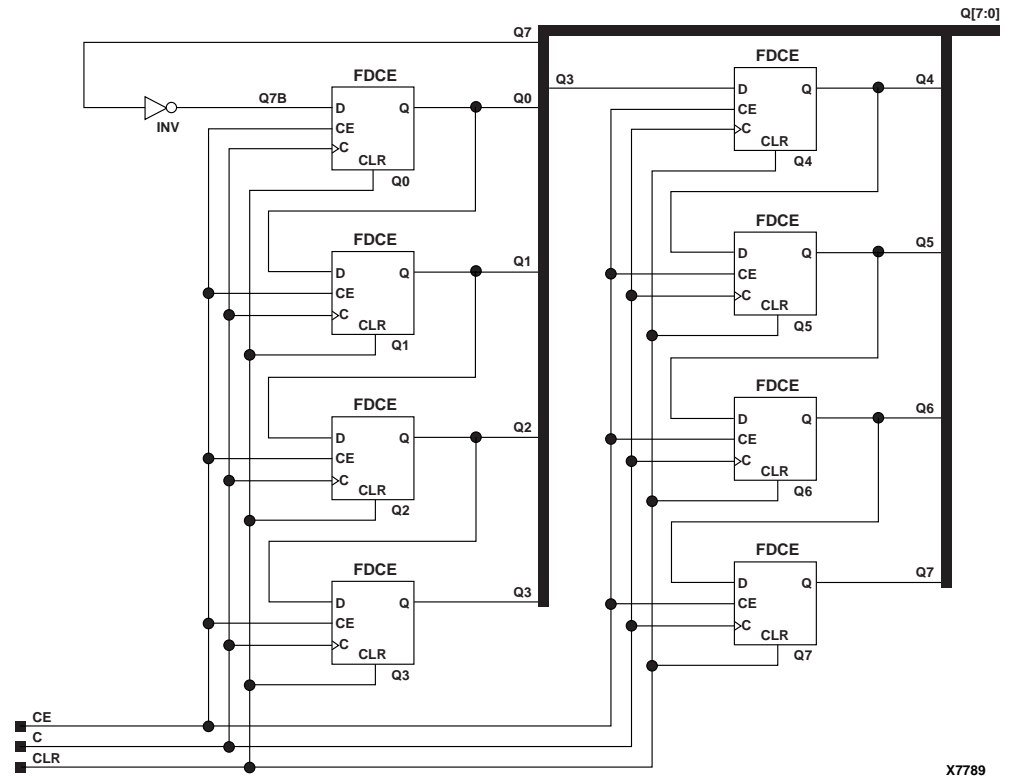 Q[7:0]
Q7
FDCE
Q7B
INV
D
CE
C
CLR
Q
Q0
Q0
FDCE
D
CE
C
CLR
Q
Q1
Q1
FDCE
D
CE
C
CLR
Q
Q2
Q2
FDCE
D
CE
C
CLR
Q
Q3
Q3
Q3
FDCE
D
CE
C
CLR
Q
Q4
Q4
FDCE
D
CE
C
CLR
Q
Q5
Q5
FDCE
D
CE
C
CLR
Q
Q6
Q6
FDCE
D
CE
C
CLR
Q
Q7
Q7
CE
C
CLR
X7789